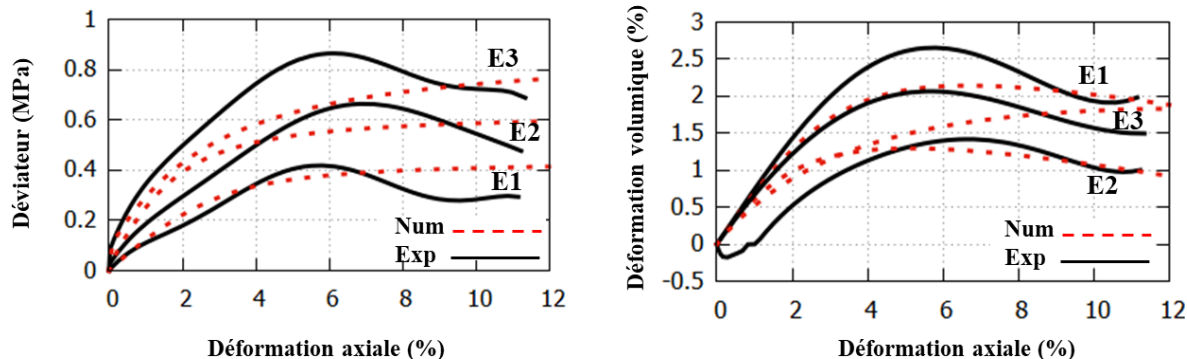 Déviateur (MPa)
1
0.8
0.6
0.4
0.2
0
E3
E2
E1
Num
Exp
0 2 4 6 8 10 12
Déformation axiale (%)
Déformation volumique (%)
3
2.5
2
1.5
1
0.5
0
-0.5
E1
E3
E2
Num
Exp
0 2 4 6 8 10 12
Déformation axiale (%)